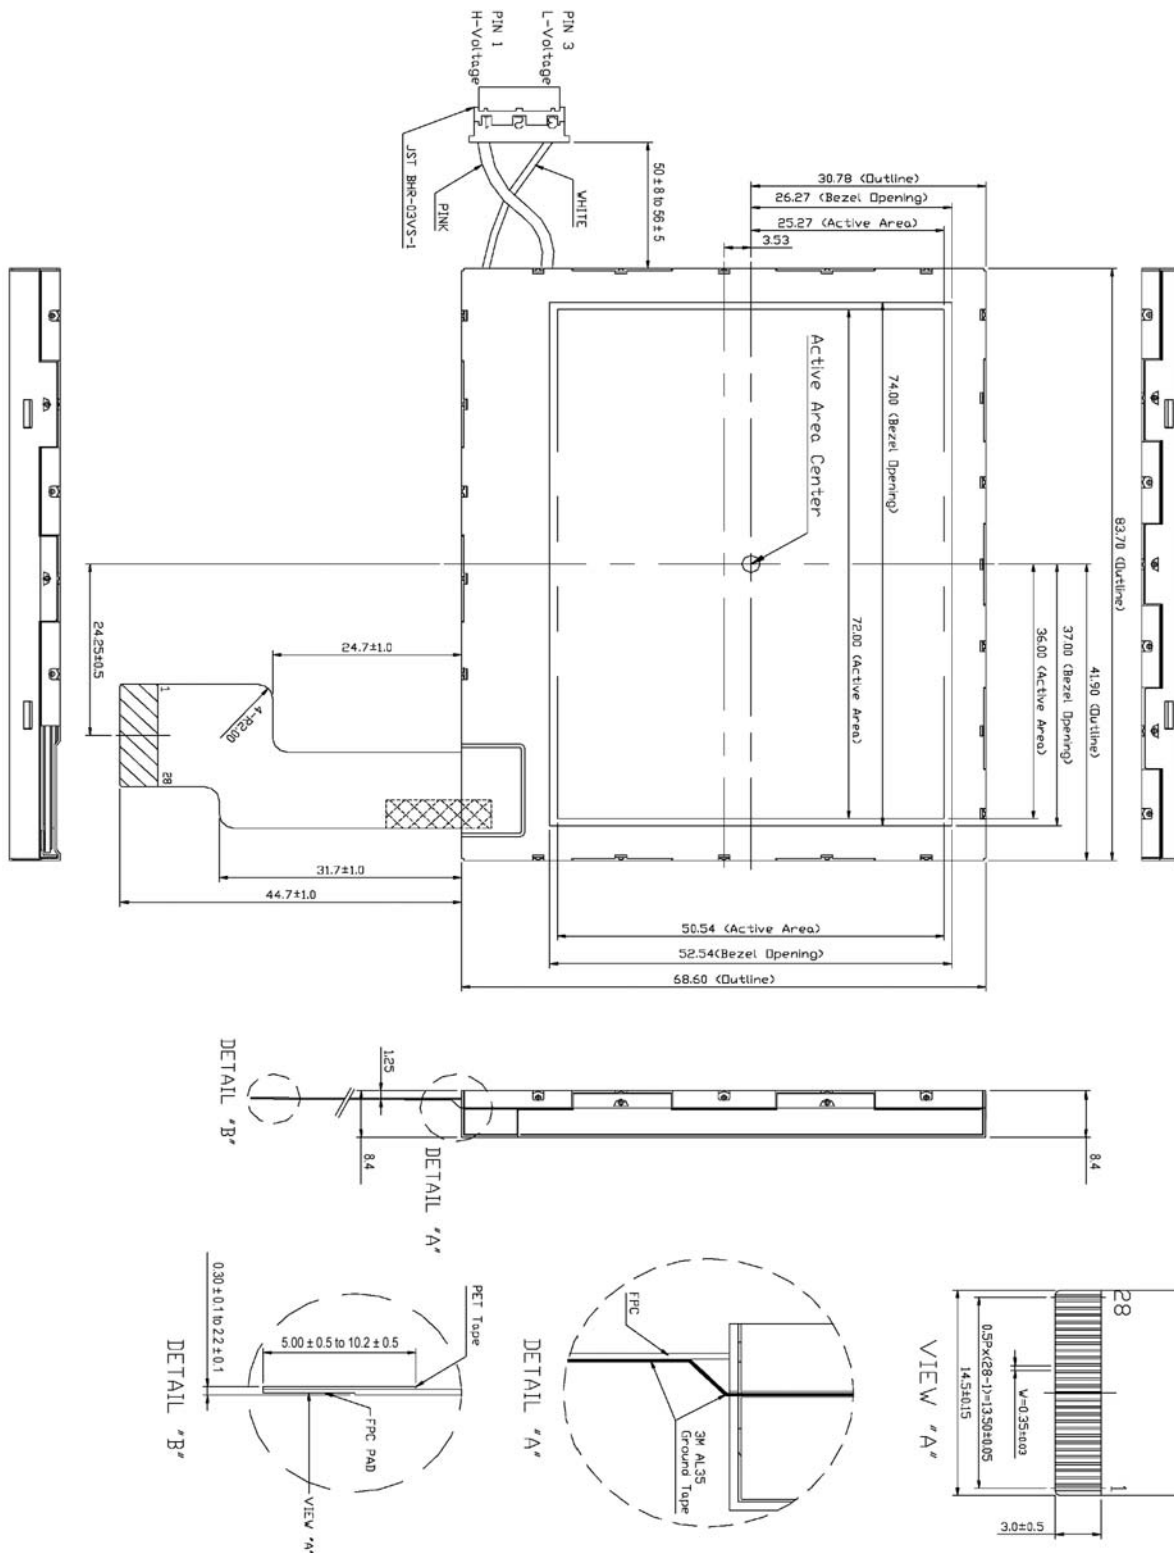 PIN 3
L-Voltage
PIN 1
H-Voltage
JST BHR-03VS-1
PINK
WHITE
50±8 to 56±5
30.78 (Outline)
26.27 (Bezel Opening)
25.27 (Active Area)
3.53
Active Area Center
74.00 (Bezel Opening)
72.00 (Active Area)
83.70 (Outline)
41.90 (Outline)
37.00 (Bezel Opening)
36.00 (Active Area)
24.25±0.5
24.7±1.0
4-R2.00
1
28
31.7±1.0
44.7±1.0
50.54 (Active Area)
52.54(Bezel Opening)
68.60 (Outline)
DETAIL "B"
1.25
8.4
DETAIL "A"
8.4
0.30±0.1 to 2.2±0.1
5.00±0.5 to 10.2±0.5
PET Tape
FPC PAD
VIEW "A"
DETAIL "B"
FPC
3M AL35
Ground Tape
DETAIL "A"
28
1
W=0.35±0.03
0.5Px(28-1)=13.50±0.05
14.5±0.15
3.0±0.5
VIEW "A"